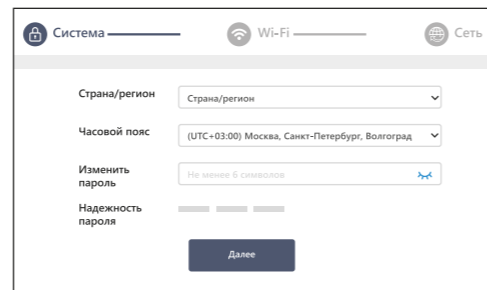 Система Wi-Fi Сеть
Страна/регион Страна/регион
Часовой пояс (UTC+03:00) Москва, Санкт-Петербург, Волгоград
Изменить
пароль Не менее 6 символов
Надежность
пароля
Далее